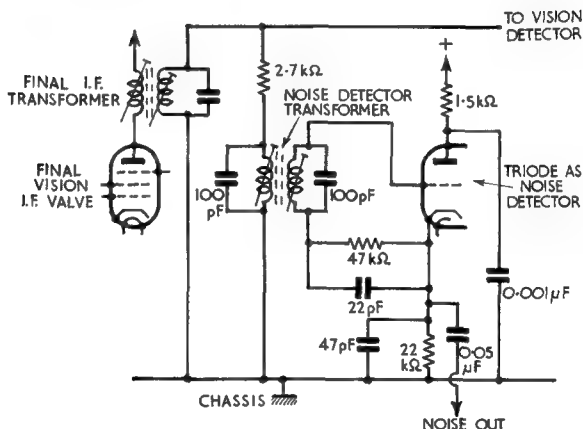 TO VISION
DETECTOR
FINAL I.F.
TRANSFORMER
2·7kΩ
NOISE DETECTOR
TRANSFORMER
+
1·5kΩ
FINAL
VISION
I.F. VALVE
100
pF
100pF
TRIODE AS
NOISE
DETECTOR
47kΩ
22pF
0·001µF
47pF
22
kΩ
0·05
µF
CHASSIS
NOISE OUT